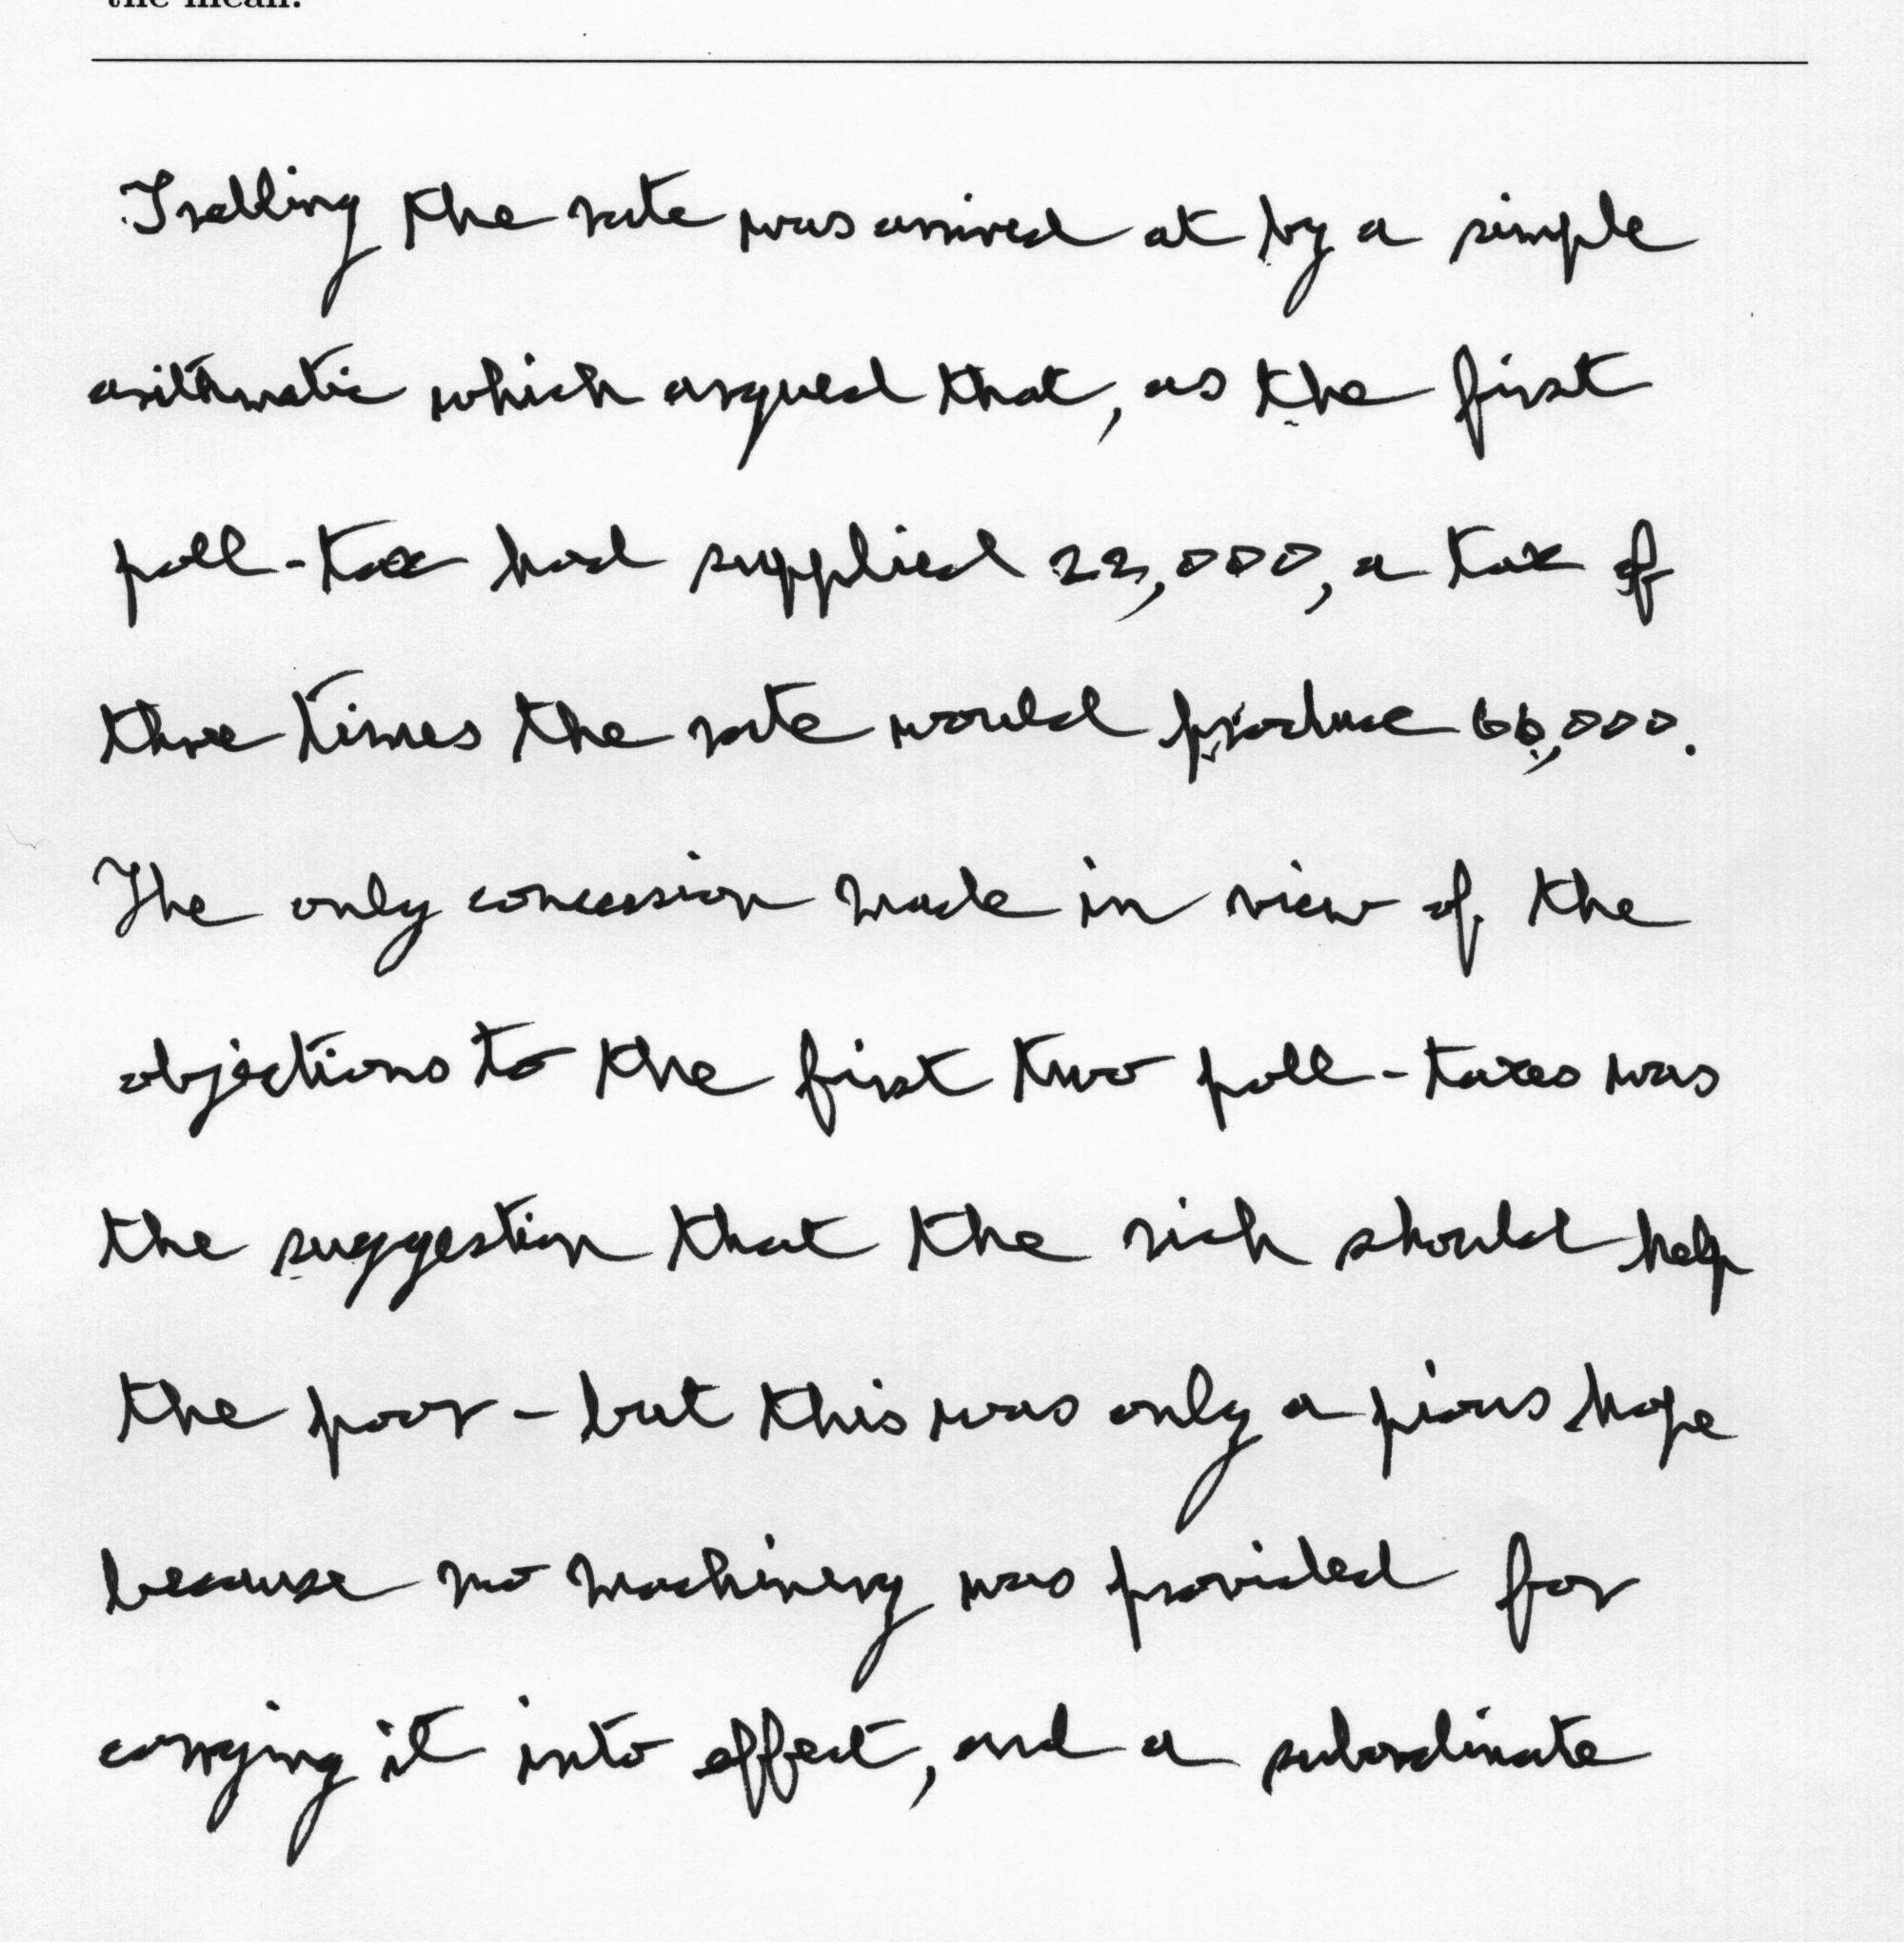 the mean.
Trebling the rate was arrived at by a simple
arithmetic which argued that, as the first
poll-tax had supplied 22,000, a tax of
three times the rate would produce 66,000.
The only concession made in view of the
objections to the first two poll-taxes was
the suggestion that the rich should help
the poor - but this was only a pious hope
because no machinery was provided for
carrying it into effect, and a subordinate